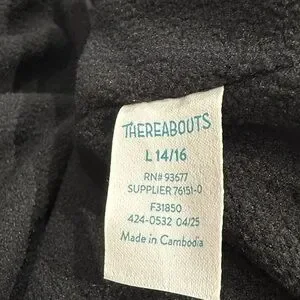 THEREABOUTS
L 14/16
RN# 93677
SUPPLIER 76151-0
F31850
424-0532 04/25
Made in Cambodia